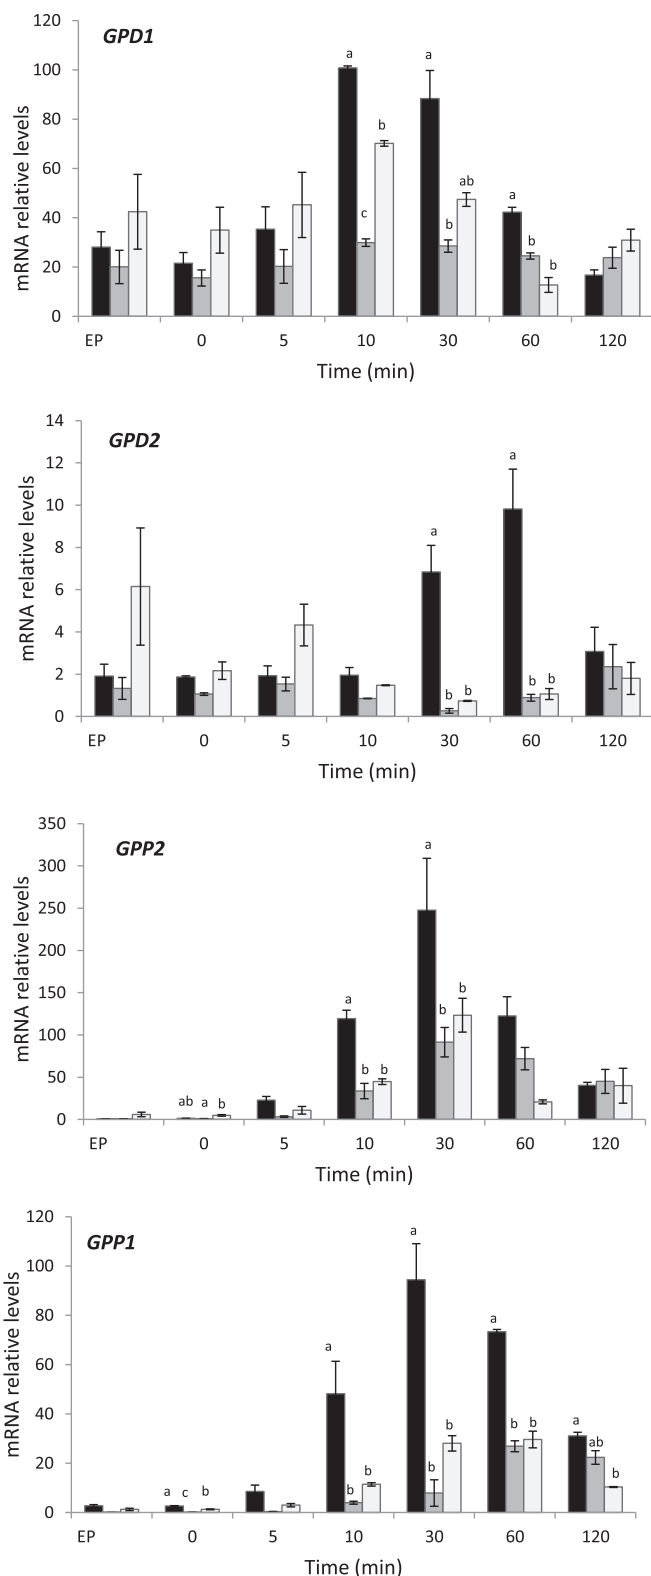 GPD1
mRNA relative levels
120
100
80
60
40
20
0
a
a
b
c
ab
b
a
b
b
EP 0 5 10 30 60 120
Time (min)
GPD2
mRNA relative levels
14
12
10
8
6
4
2
0
a
a
b b
b b
EP 0 5 10 30 60 120
Time (min)
GPP2
mRNA relative levels
350
300
250
200
150
100
50
0
ab a b
a
b b
a
b
b
EP 0 5 10 30 60 120
Time (min)
GPP1
mRNA relative levels
120
100
80
60
40
20
0
a c b
a
b
b
a
b
b
a
b b
a
ab
b
EP 0 5 10 30 60 120
Time (min)